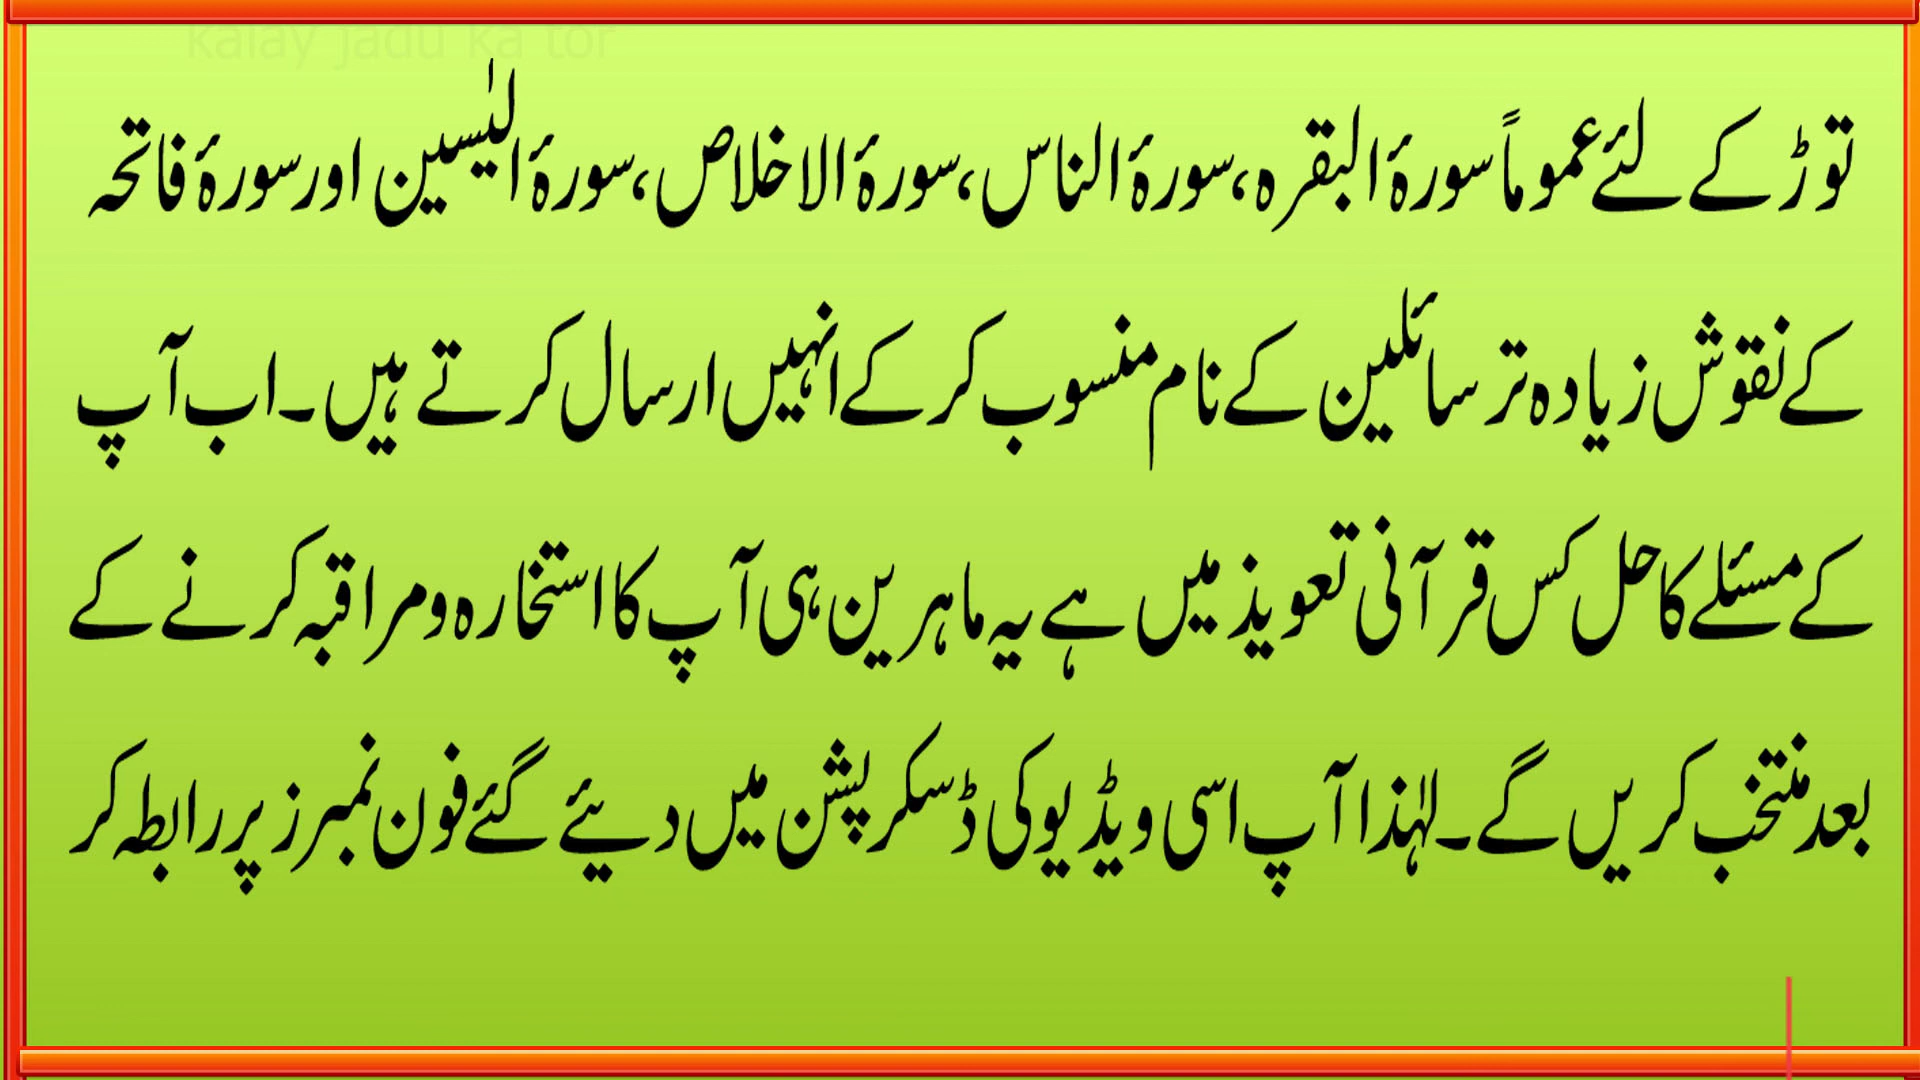 kalay jadu ka tor
توڑ کے لئے عموماً سورۂ البقرہ، سورۂ الناس، سورۂ الاخلاص، سورۂ الیٰسین اور سورۂ فاتحہ
کے نقوش زیادہ تر سائلین کے نام منسوب کر کے انہیں ارسال کرتے ہیں۔ اب آپ
کے مسئلے کا حل کس قرآنی تعویذ میں ہے یہ ماہرین ہی آپ کا استخارہ و مراقبہ کرنے کے
بعد منتخب کریں گے۔ لہٰذا آپ اسی ویڈیو کی ڈسکرپشن میں دیئے گئے فون نمبرز پر رابطہ کر